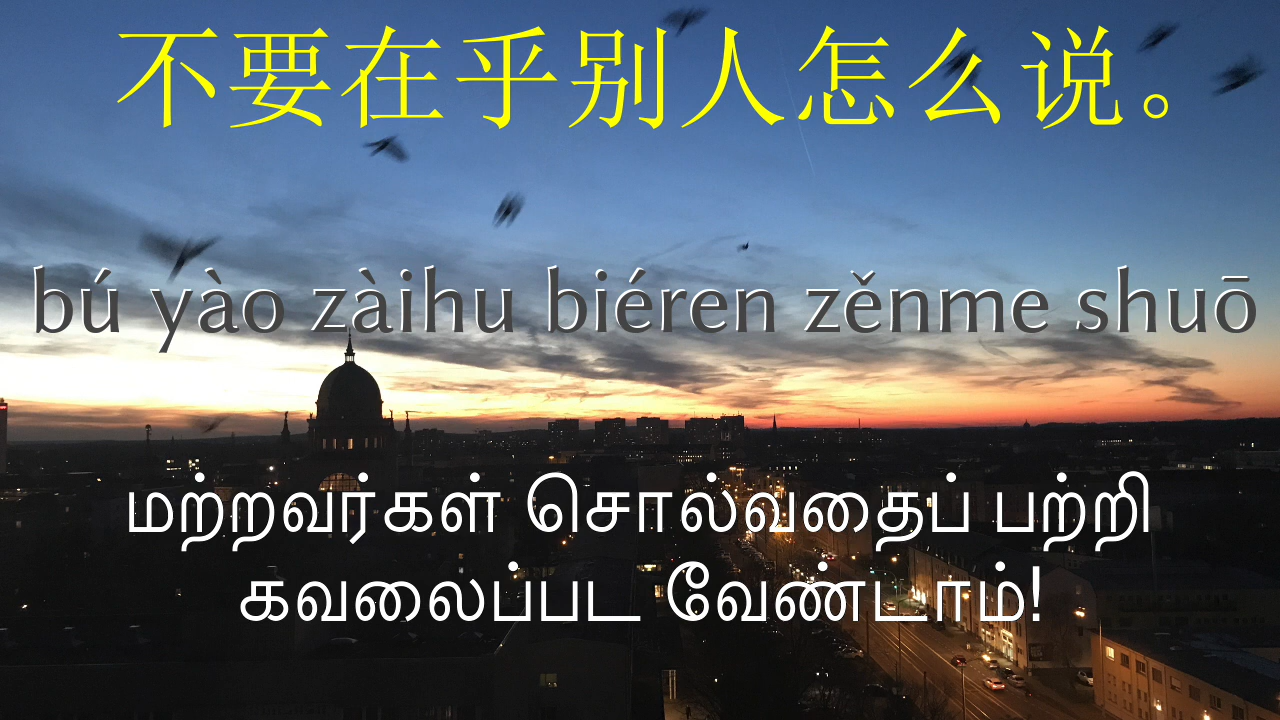 不要在乎别人怎么说。
bú yào zàihu biéren zěnme shuō
மற்றவர்கள் சொல்வதைப் பற்றி
கவலைப்பட வேண்டாம்!